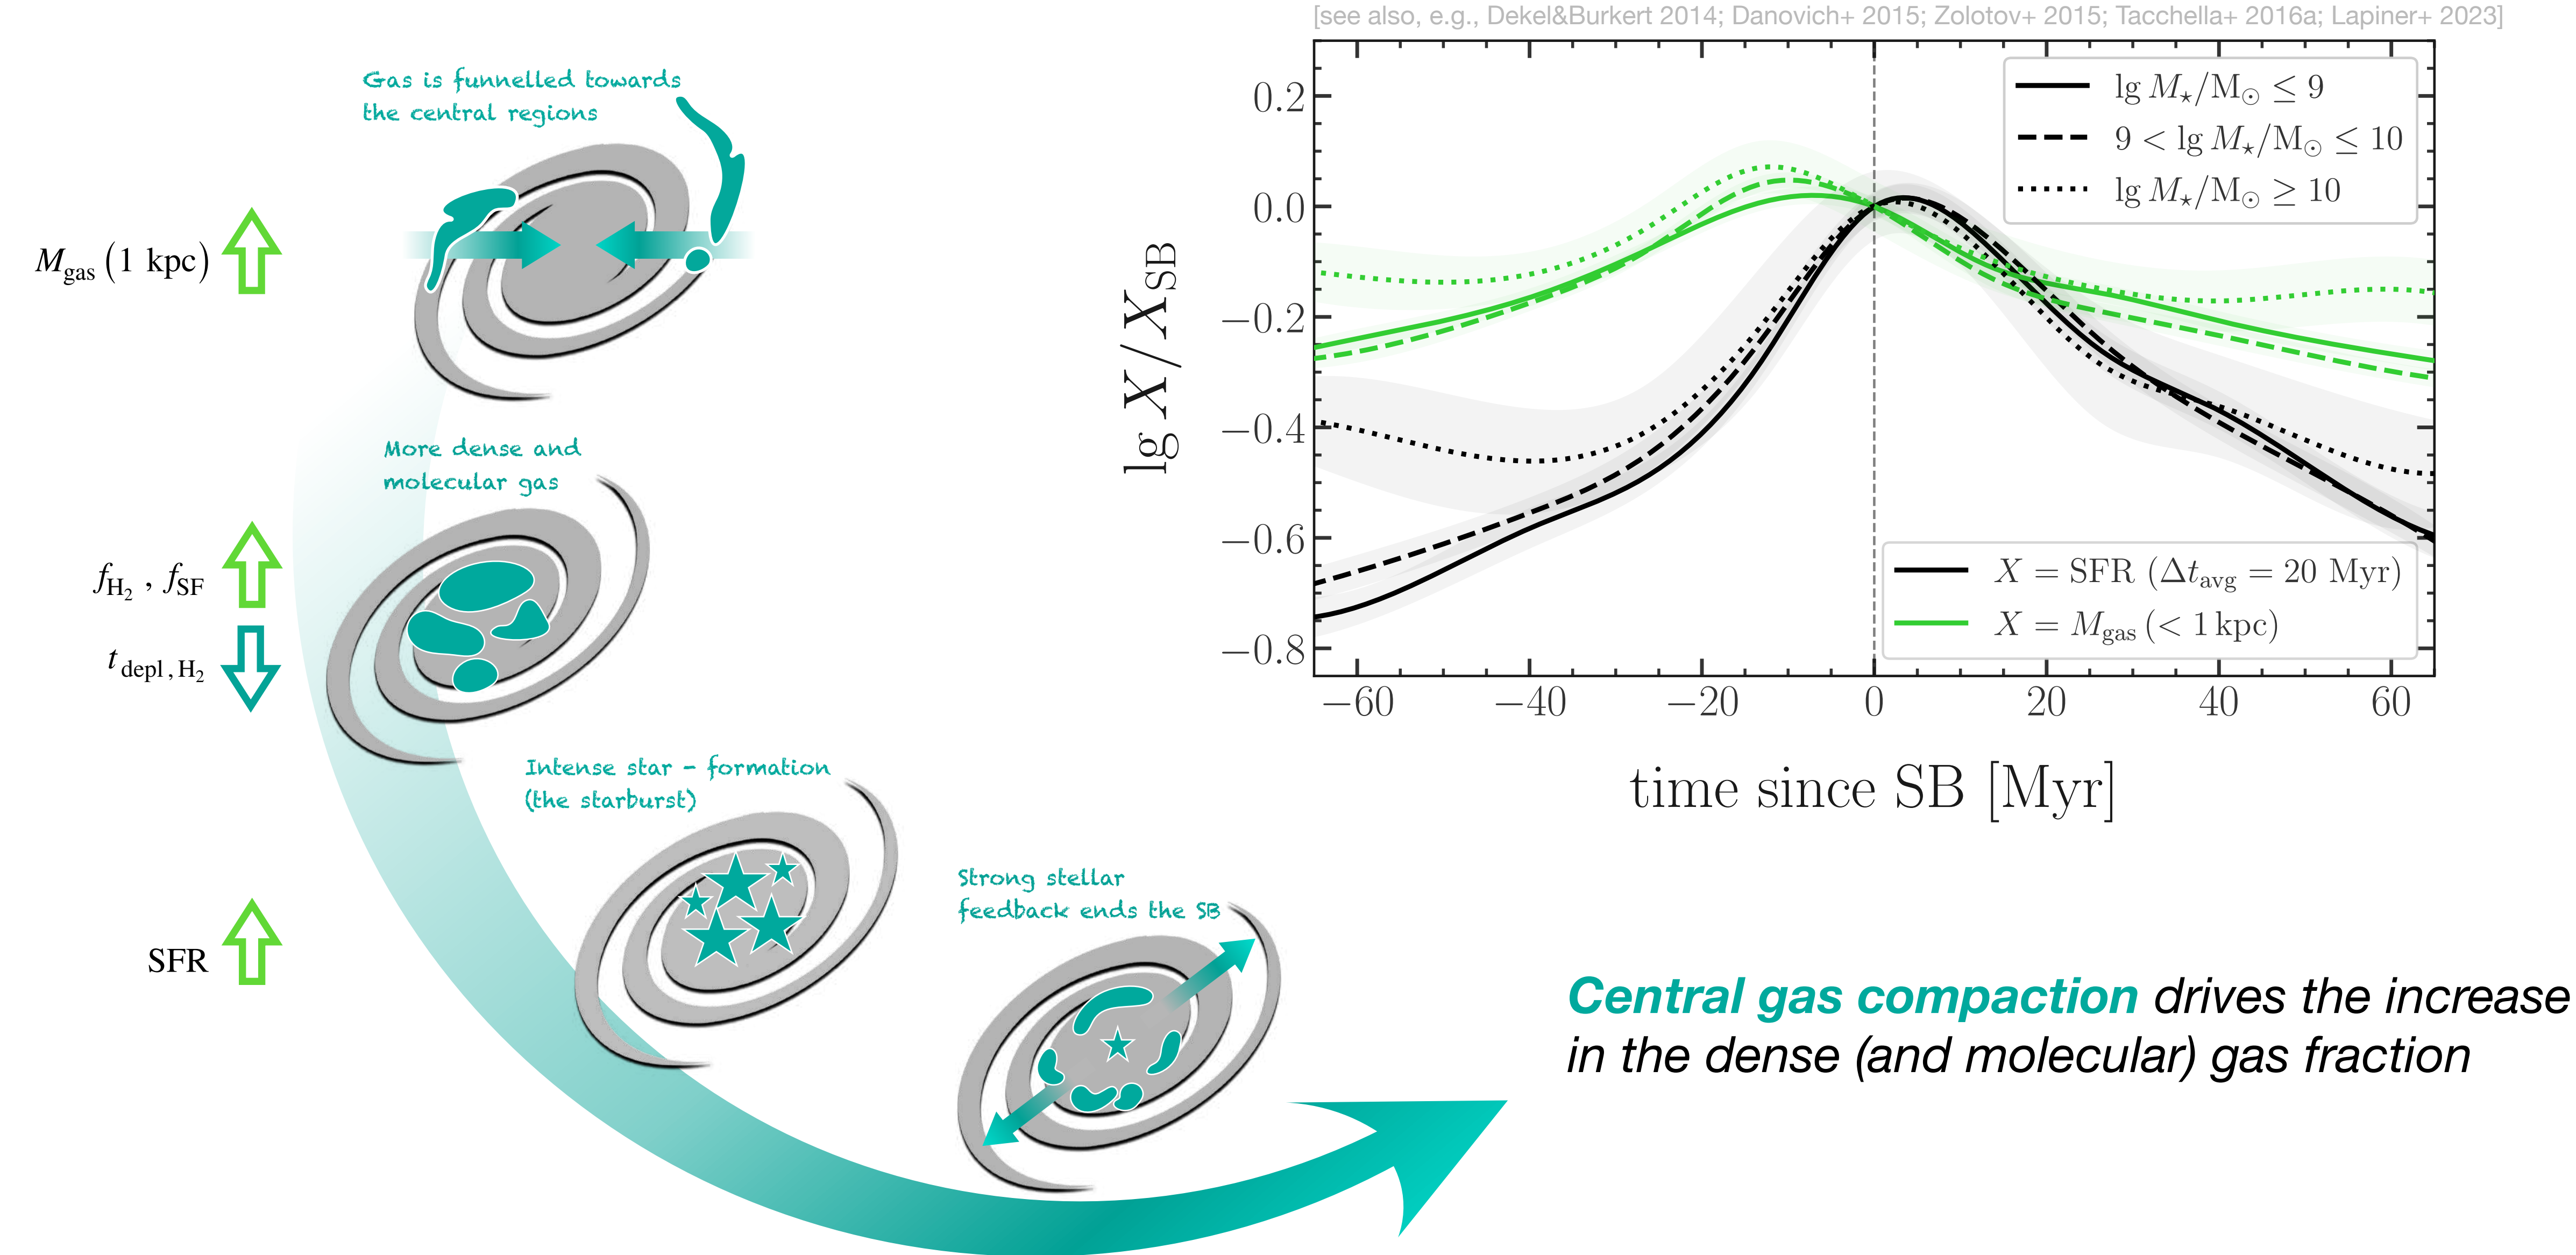 [see also, e.g., Dekel&Burkert 2014; Danovich+ 2015; Zolotov+ 2015; Tacchella+ 2016a; Lapiner+ 2023]
Gas is funnelled towards
the central regions
M_gas (1 kpc)
More dense and
molecular gas
f_H₂ , f_SF
t_depl,H₂
Intense star - formation
(the starburst)
SFR
Strong stellar
feedback ends the SB
lg X/X_SB
0.2
0.0
−0.2
−0.4
−0.6
−0.8
lg M⋆/M⊙ ≤ 9
9 < lg M⋆/M⊙ ≤ 10
lg M⋆/M⊙ ≥ 10
X = SFR (Δt_avg = 20 Myr)
X = M_gas (< 1 kpc)
−60 −40 −20 0 20 40 60
time since SB [Myr]
Central gas compaction drives the increase
in the dense (and molecular) gas fraction